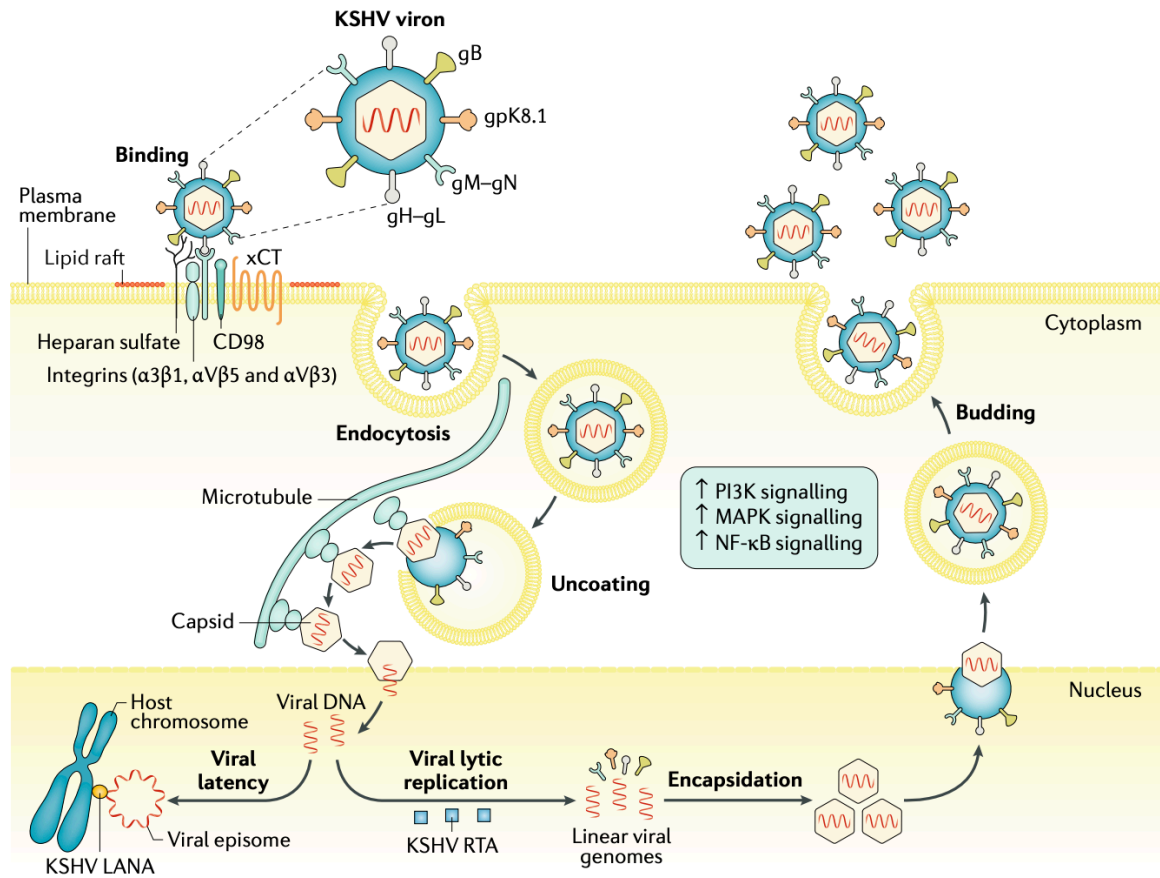 KSHV viron
gB
gpK8.1
gM–gN
gH–gL
Binding
Plasma
membrane
Lipid raft
xCT
Heparan sulfate
CD98
Integrins (α3β1, αVβ5 and αVβ3)
Cytoplasm
Endocytosis
Budding
Microtubule
↑ PI3K signalling
↑ MAPK signalling
↑ NF-κB signalling
Uncoating
Capsid
Nucleus
Host
chromosome
Viral DNA
Viral
latency
Viral lytic
replication
Encapsidation
KSHV RTA
Linear viral
genomes
Viral episome
KSHV LANA